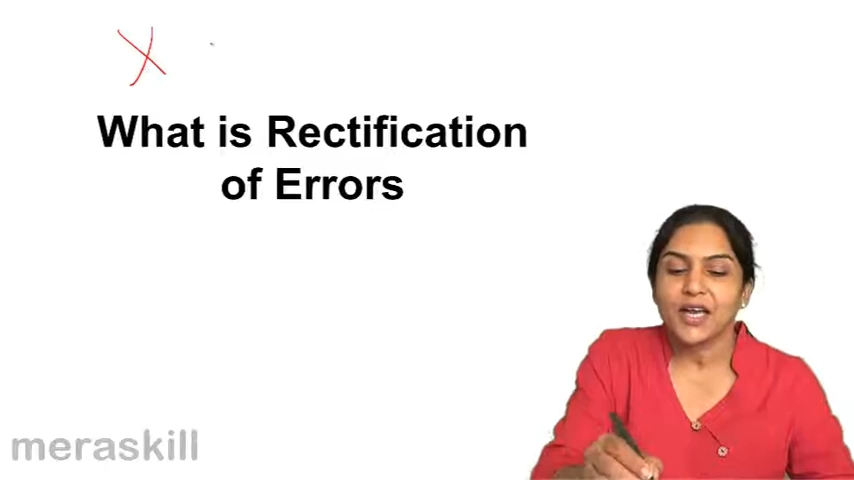 X
What is Rectification
of Errors
meraskill